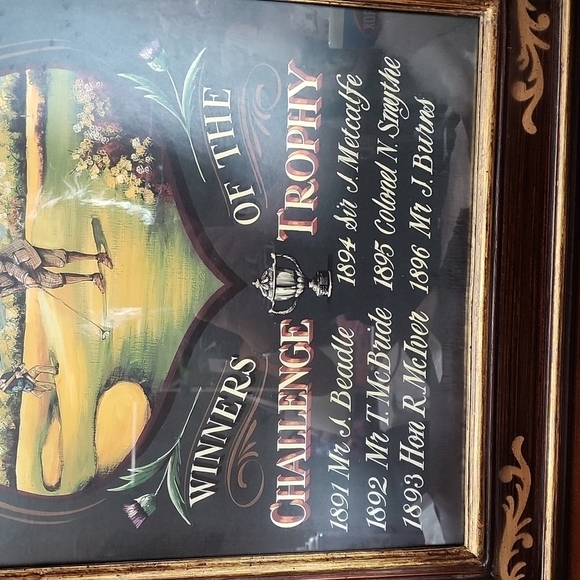 WINNERS OF THE
CHALLENGE TROPHY
1891 Mr J. Beadle
1892 Mr T. McBride
1893 Hon R. McIver
1894 Sir J. Metcalfe
1895 Colonel N. Smythe
1896 Mr J. Burns